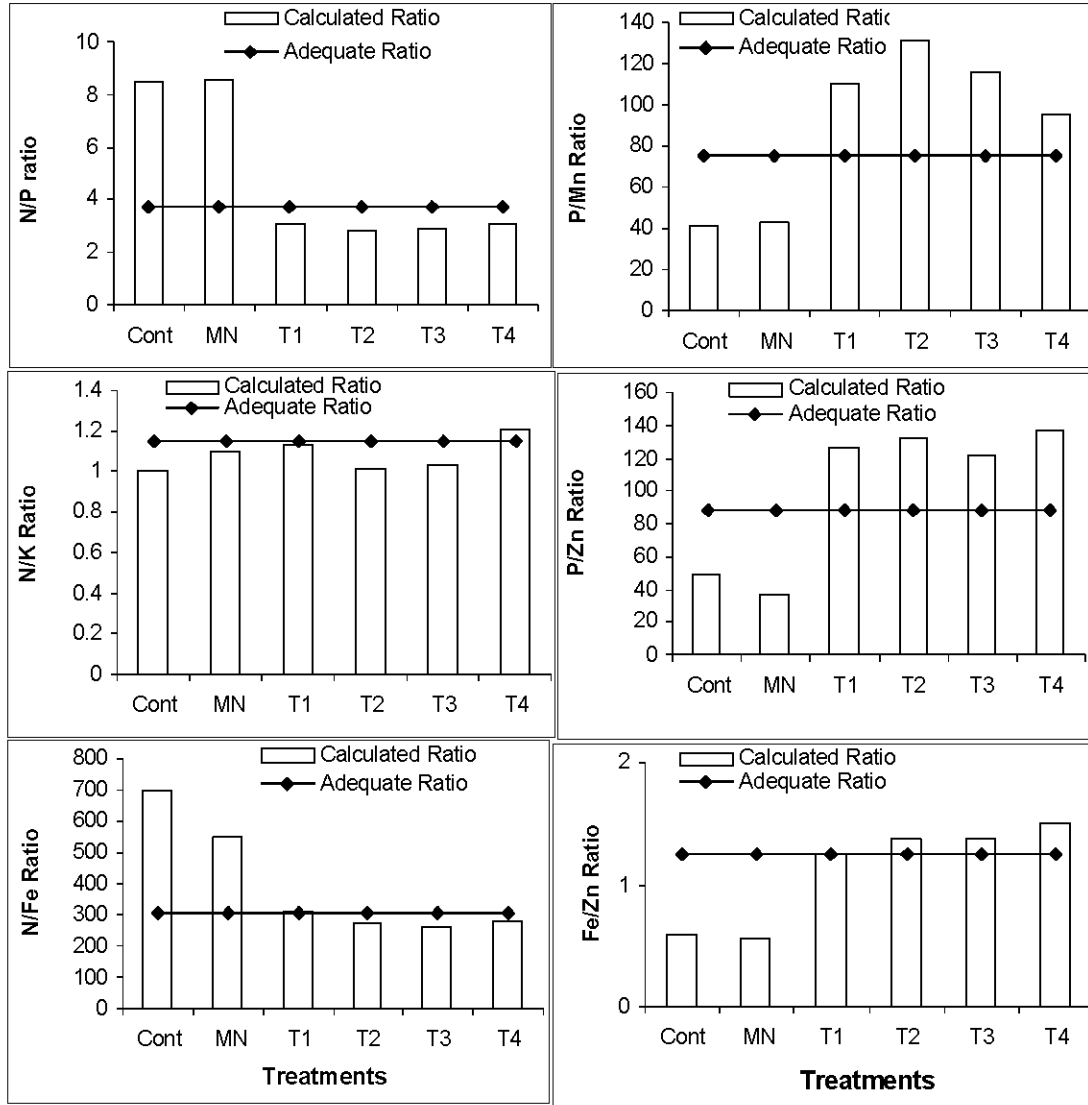 Calculated Ratio
Adequate Ratio
N/P ratio
10
8
6
4
2
0
Cont MN T1 T2 T3 T4
Calculated Ratio
Adequate Ratio
P/Mn Ratio
140
120
100
80
60
40
20
0
Cont MN T1 T2 T3 T4
Calculated Ratio
Adequate Ratio
N/K Ratio
1.4
1.2
1
0.8
0.6
0.4
0.2
0
Cont MN T1 T2 T3 T4
Calculated Ratio
Adequate Ratio
P/Zn Ratio
160
140
120
100
80
60
40
20
0
Cont MN T1 T2 T3 T4
Calculated Ratio
Adequate Ratio
N/Fe Ratio
800
700
600
500
400
300
200
100
0
Cont MN T1 T2 T3 T4
Treatments
Calculated Ratio
Adequate Ratio
Fe/Zn Ratio
2
1
0
Cont MN T1 T2 T3 T4
Treatments